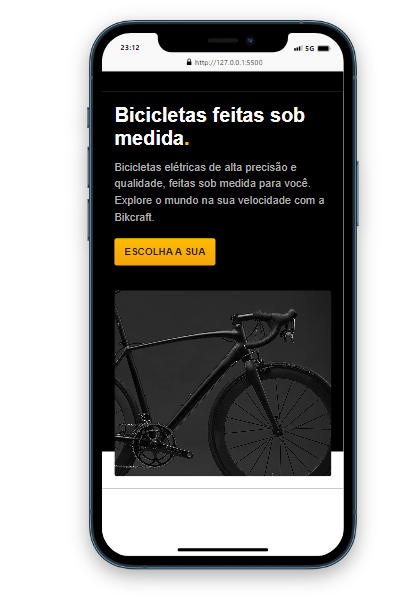 23:12
5G
http://127.0.0.1:5500
Bicicletas feitas sob
medida.
Bicicletas elétricas de alta precisão e
qualidade, feitas sob medida para você.
Explore o mundo na sua velocidade com a
Bikcraft.
ESCOLHA A SUA